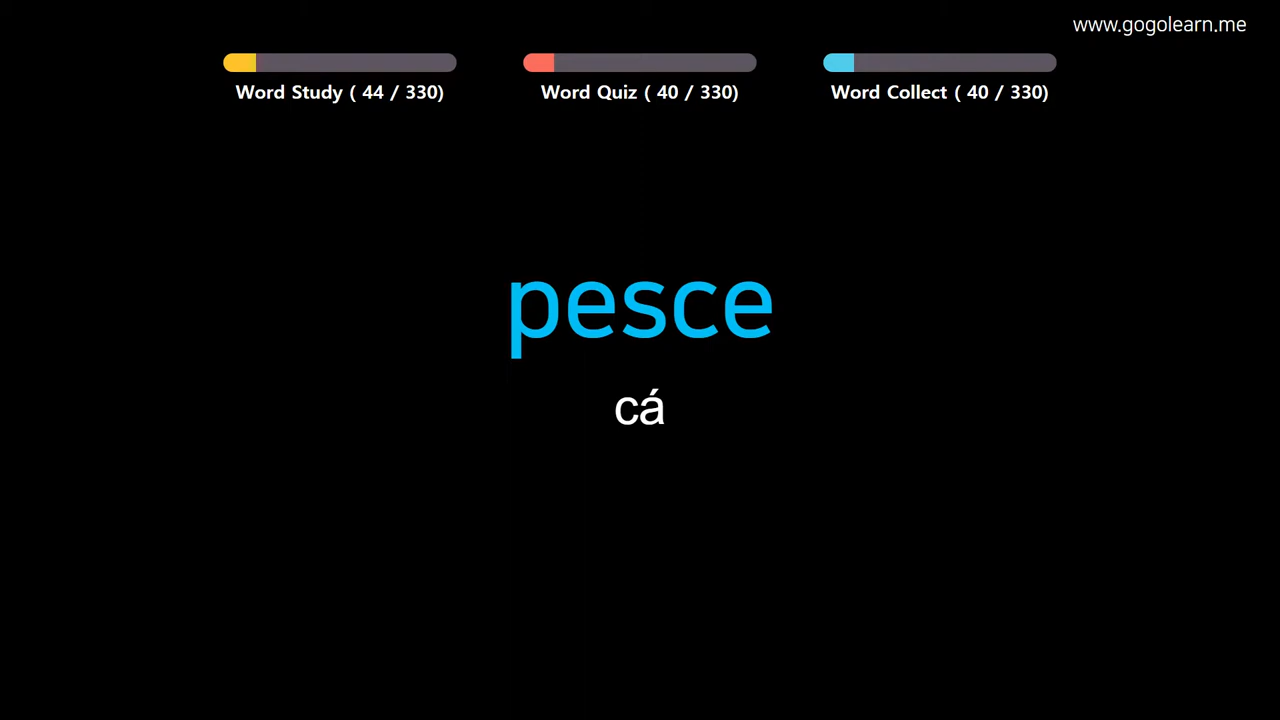 www.gogolearn.me
Word Study ( 44 / 330)
Word Quiz ( 40 / 330)
Word Collect ( 40 / 330)
pesce
cá